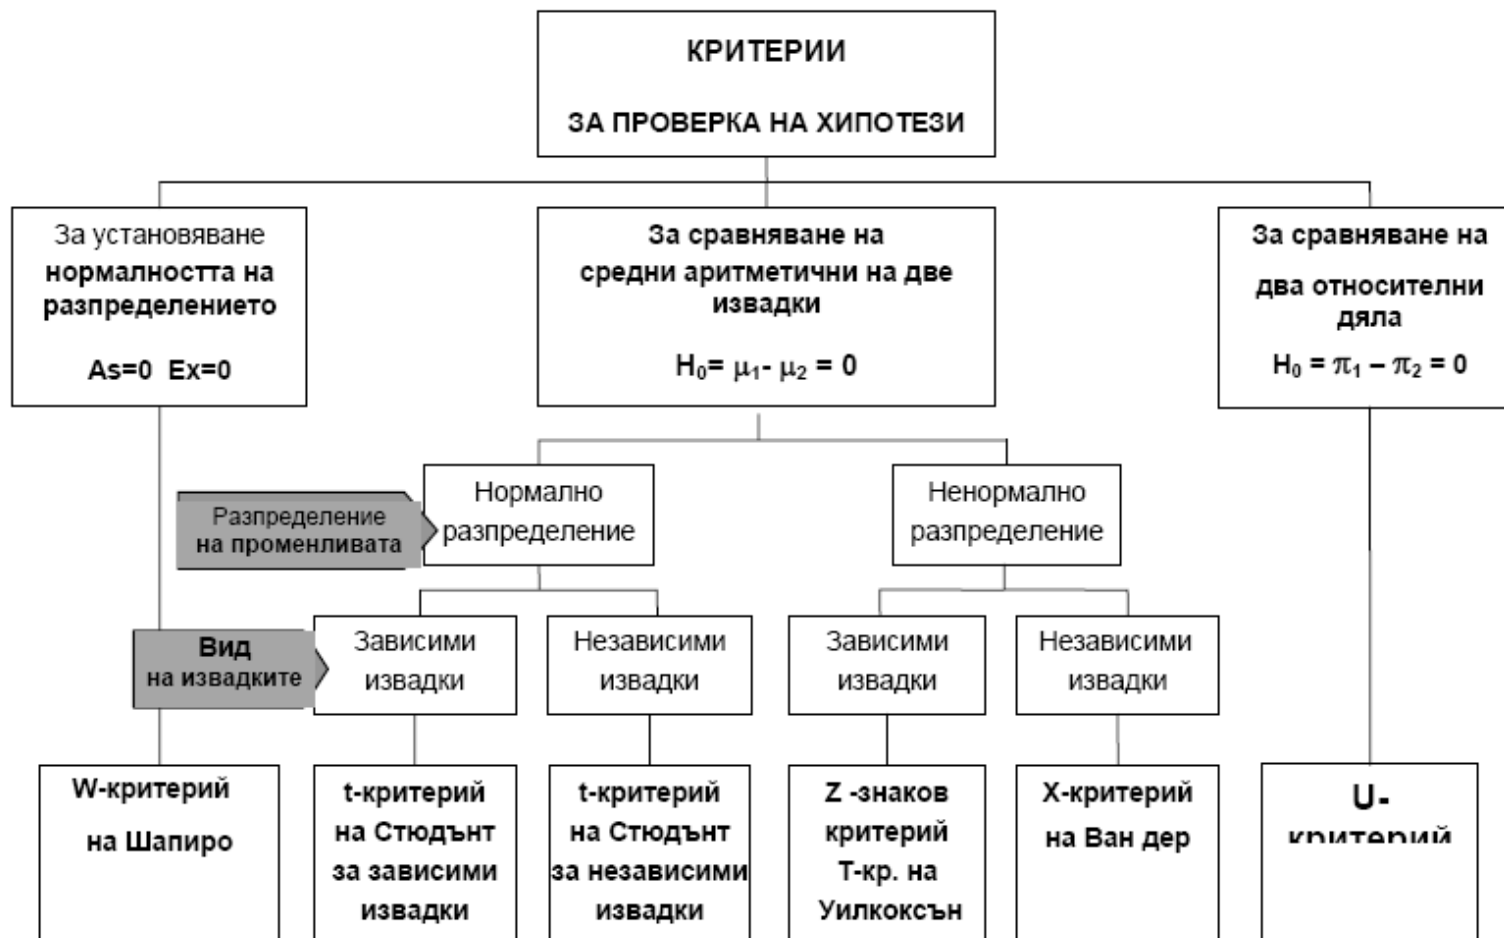 КРИТЕРИИ
ЗА ПРОВЕРКА НА ХИПОТЕЗИ
За установяване
нормалността на
разпределението
As=0 Ex=0
За сравняване на
средни аритметични на две
извадки
H₀= μ₁- μ₂ = 0
За сравняване на
два относителни
дяла
H₀ = π₁ – π₂ = 0
Разпределение
на променливата
Нормално
разпределение
Ненормално
разпределение
Вид
на извадките
Зависими
извадки
Независими
извадки
Зависими
извадки
Независими
извадки
W-критерий
на Шапиро
t-критерий
на Стюдънт
за зависими
извадки
t-критерий
на Стюдънт
за независими
извадки
Z -знаков
критерий
Т-кр. на
Уилкоксън
Х-критерий
на Ван дер
U-
критерий